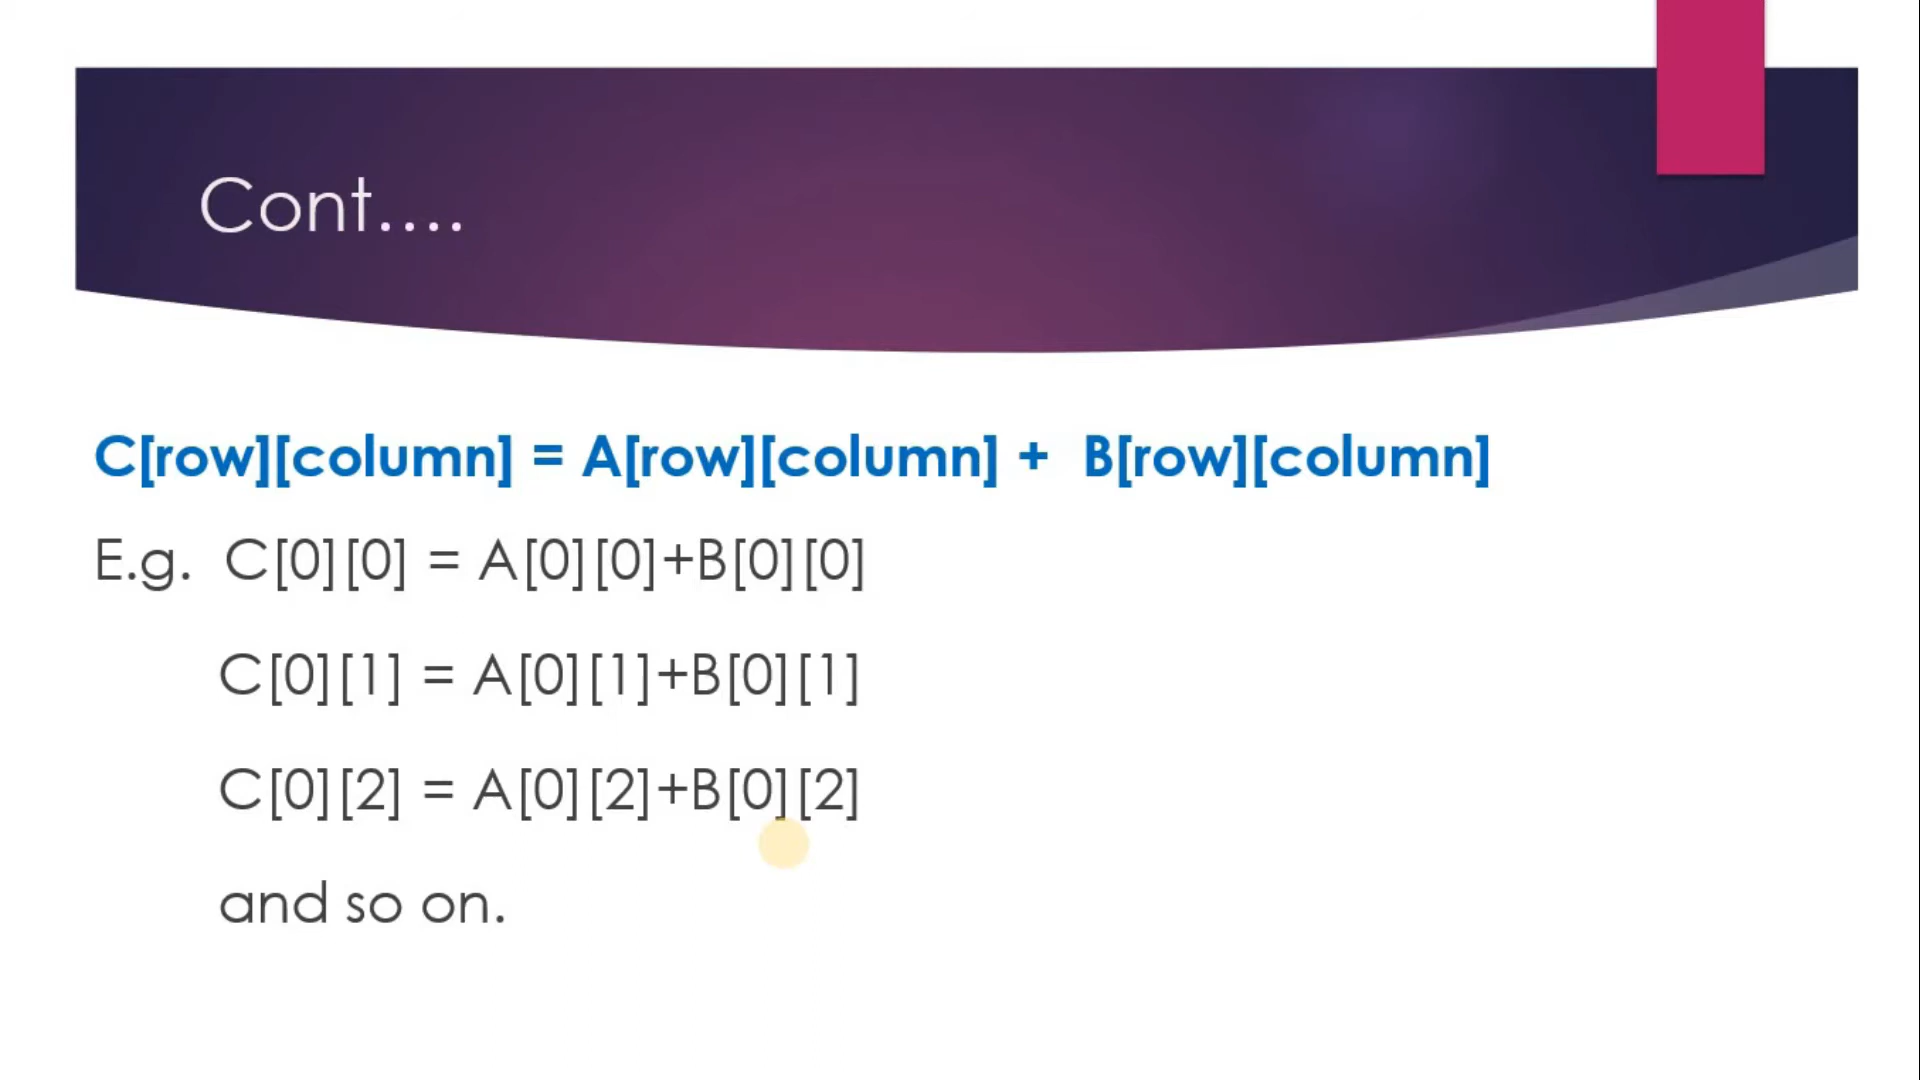 Cont....
C[row][column] = A[row][column] + B[row][column]
E.g. C[0][0] = A[0][0]+B[0][0]
C[0][1] = A[0][1]+B[0][1]
C[0][2] = A[0][2]+B[0][2]
and so on.